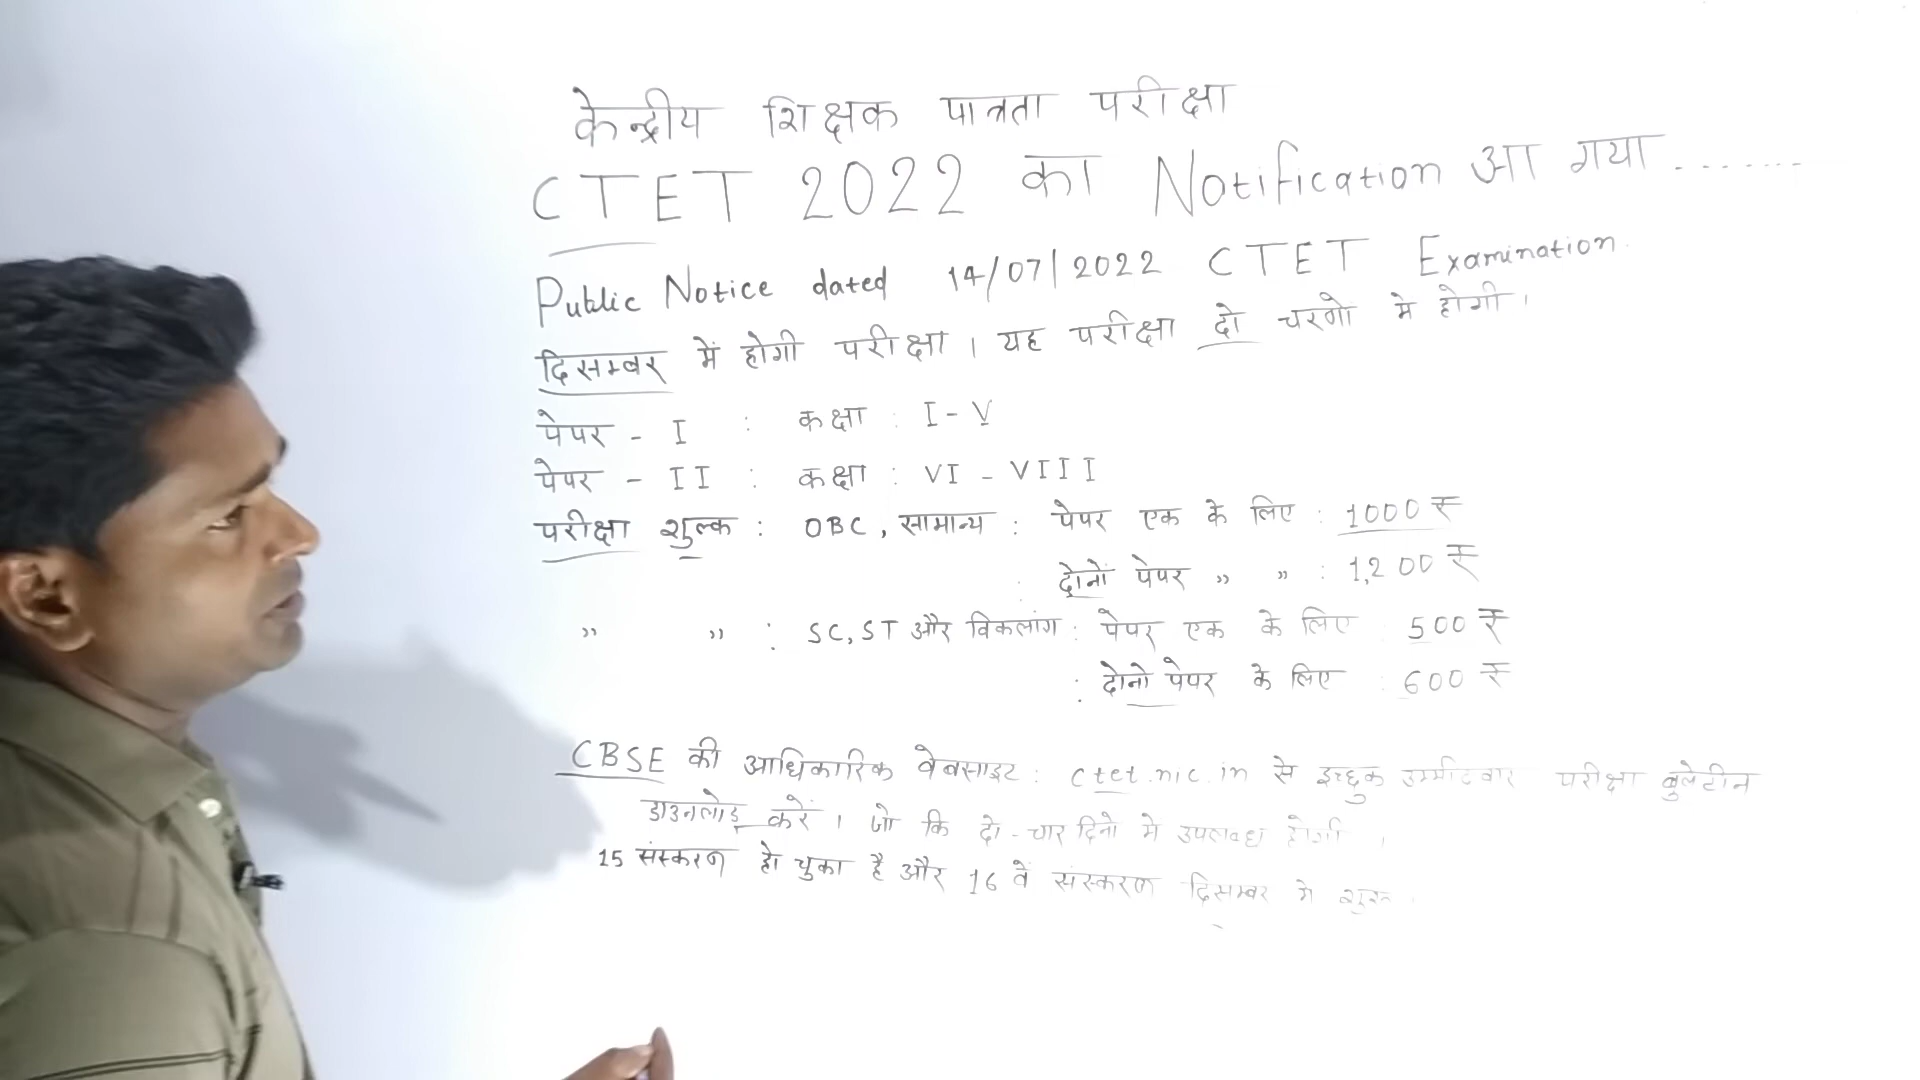 केन्द्रीय शिक्षक पात्रता परीक्षा
CTET 2022 का Notification आ गया ........
Public Notice dated 14/07/2022 CTET Examination
दिसम्बर में होगी परीक्षा । यह परीक्षा दो चरणो मे होगी ।
पेपर - I : कक्षा : I - V
पेपर - II : कक्षा : VI - VIII
परीक्षा शुल्क : OBC, सामान्य : पेपर एक के लिए : 1000 ₹
: दोनों पेपर " " : 1,200 ₹
" " : SC, ST और विकलांग : पेपर एक के लिए : 500 ₹
: दोनो पेपर के लिए : 600 ₹
CBSE की आधिकारिक वेबसाइट : ctet.nic.in से इच्छुक उम्मीदवार परीक्षा बुलेटीन
डाउनलोड करें । जो कि दो - चार दिनो मे उपलब्ध होगी ।
15 संस्करण हो चुका है और 16 वें संस्करण दिसम्बर मे शुरू ।